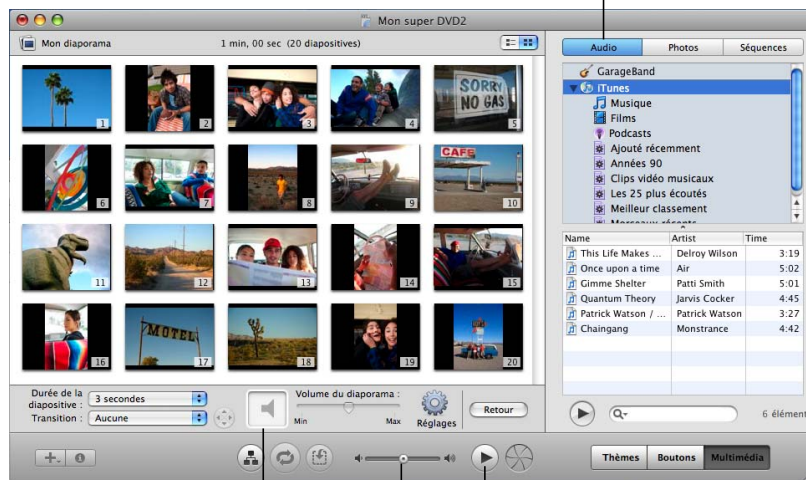 Mon super DVD2
Mon diaporama
1 min, 00 sec (20 diapositives)
1
2
3
4
SORRY
NO GAS
5
6
7
8
9
CAFE
10
11
12
13
14
15
16
MOTEL
17
18
19
20
Durée de la
diapositive :
3 secondes
Transition :
Aucune
Volume du diaporama :
Min
Max
Réglages
Retour
Audio
Photos
Séquences
GarageBand
iTunes
Musique
Films
Podcasts
Ajouté récemment
Années 90
Clips vidéo musicaux
Les 25 plus écoutés
Meilleur classement
Morceaux récents
Name Artist Time
This Life Makes ... Delroy Wilson 3:19
Once upon a time Air 5:02
Gimme Shelter Patti Smith 5:01
Quantum Theory Jarvis Cocker 4:45
Patrick Watson / ... Patrick Watson 3:27
Chaingang Monstrance 4:42
6 élément
Thèmes
Boutons
Multimédia